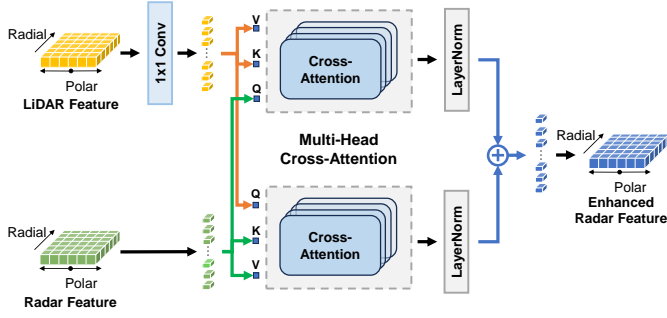 Radial
Polar
LiDAR Feature
1x1 Conv
V
K
Q
Cross-
Attention
LayerNorm
Multi-Head
Cross-Attention
Radial
Polar
Enhanced
Radar Feature
Radial
Polar
Radar Feature
Q
K
V
Cross-
Attention
LayerNorm